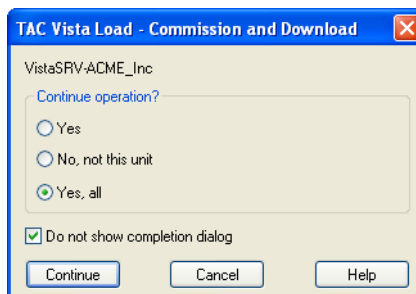 TAC Vista Load - Commission and Download
VistaSRV-ACME_Inc
Continue operation?
Yes
No, not this unit
Yes, all
Do not show completion dialog
Continue Cancel Help